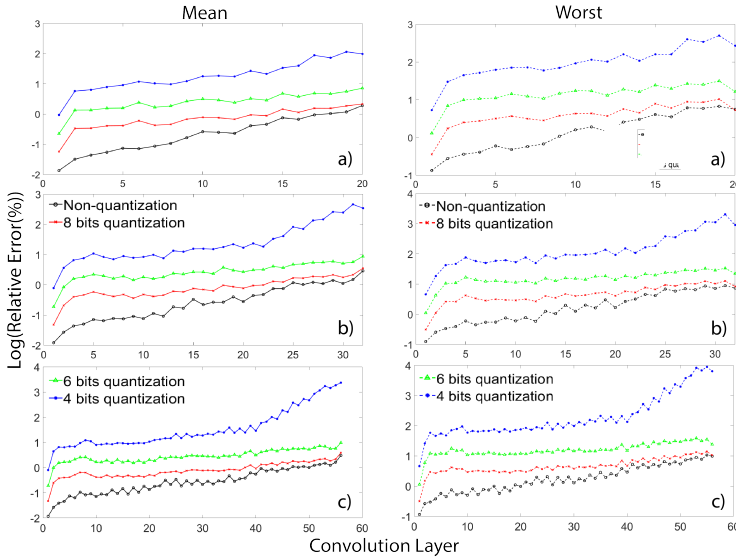 Mean Worst
3
2
1
0
-1
-2
5 10 15 20
a)
3
2
1
0
-1
5 10 15 20
a)
Log(Relative Error(%))
3
2
1
0
-1
-2
Non-quantization
8 bits quantization
0 5 10 15 20 25 30
b)
4
3
2
1
0
-1
Non-quantization
8 bits quantization
0 5 10 15 20 25 30
b)
4
3
2
1
0
-1
-2
6 bits quantization
4 bits quantization
0 10 20 30 40 50 60
c)
4
3
2
1
0
-1
6 bits quantization
4 bits quantization
0 10 20 30 40 50 60
c)
Convolution Layer